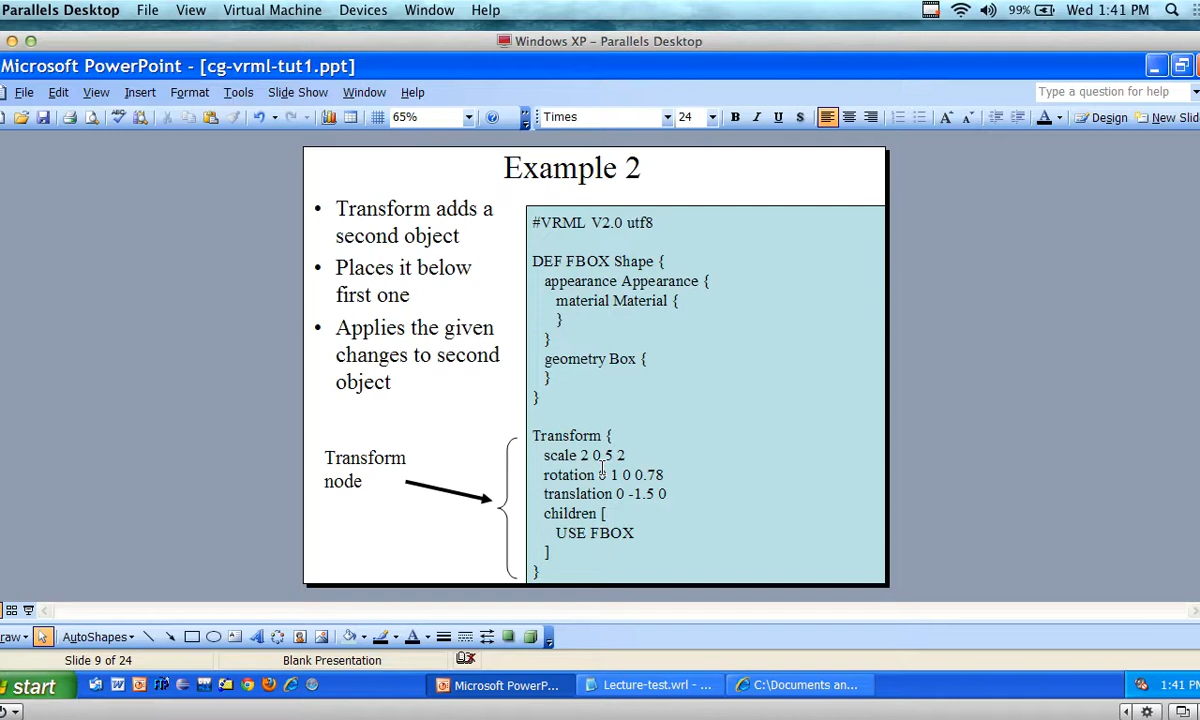 Parallels Desktop File View Virtual Machine Devices Window Help 99% Wed 1:41 PM
Windows XP - Parallels Desktop
Microsoft PowerPoint - [cg-vrml-tut1.ppt]
File Edit View Insert Format Tools Slide Show Window Help Type a question for help
65% Times 24 B I U S A A A Design New Slid
Example 2
• Transform adds a
second object
• Places it below
first one
• Applies the given
changes to second
object
Transform
node
#VRML V2.0 utf8
DEF FBOX Shape {
appearance Appearance {
material Material {
}
}
geometry Box {
}
}
Transform {
scale 2 0.5 2
rotation 0 1 0 0.78
translation 0 -1.5 0
children [
USE FBOX
]
}
raw AutoShapes A
Slide 9 of 24 Blank Presentation
start Microsoft PowerP... Lecture-test.wrl - ... C:\Documents an... 1:41 PM